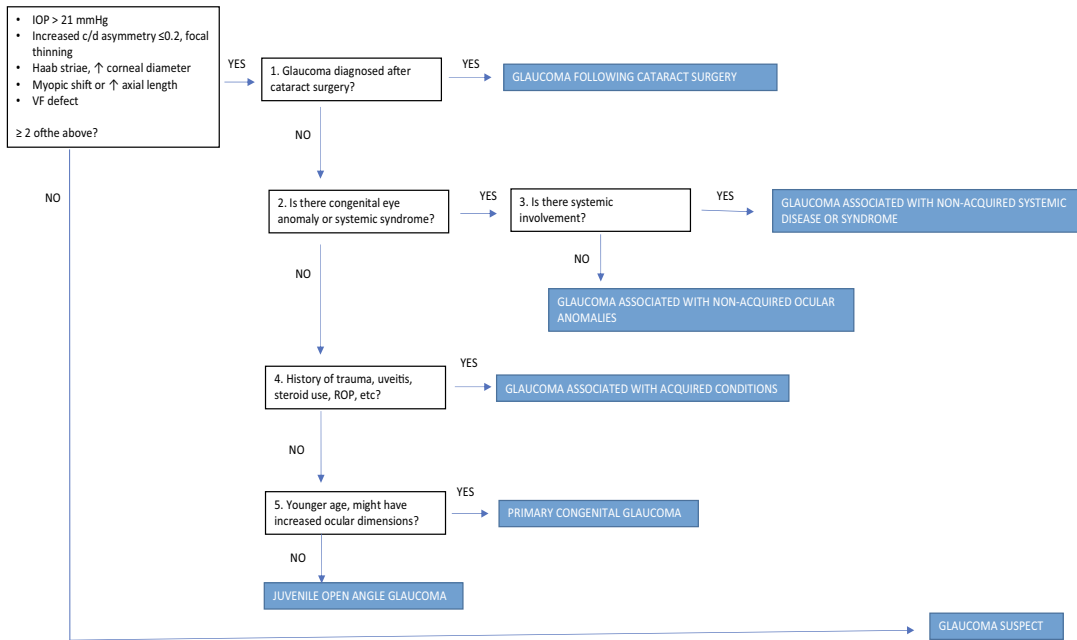 • IOP > 21 mmHg
• Increased c/d asymmetry ≤0.2, focal
thinning
• Haab striae, ↑ corneal diameter
• Myopic shift or ↑ axial length
• VF defect
≥ 2 ofthe above?
YES
1. Glaucoma diagnosed after
cataract surgery?
YES
GLAUCOMA FOLLOWING CATARACT SURGERY
NO
NO
2. Is there congenital eye
anomaly or systemic syndrome?
YES
3. Is there systemic
involvement?
YES
GLAUCOMA ASSOCIATED WITH NON-ACQUIRED SYSTEMIC
DISEASE OR SYNDROME
NO
NO
GLAUCOMA ASSOCIATED WITH NON-ACQUIRED OCULAR
ANOMALIES
4. History of trauma, uveitis,
steroid use, ROP, etc?
YES
GLAUCOMA ASSOCIATED WITH ACQUIRED CONDITIONS
NO
5. Younger age, might have
increased ocular dimensions?
YES
PRIMARY CONGENITAL GLAUCOMA
NO
JUVENILE OPEN ANGLE GLAUCOMA
GLAUCOMA SUSPECT